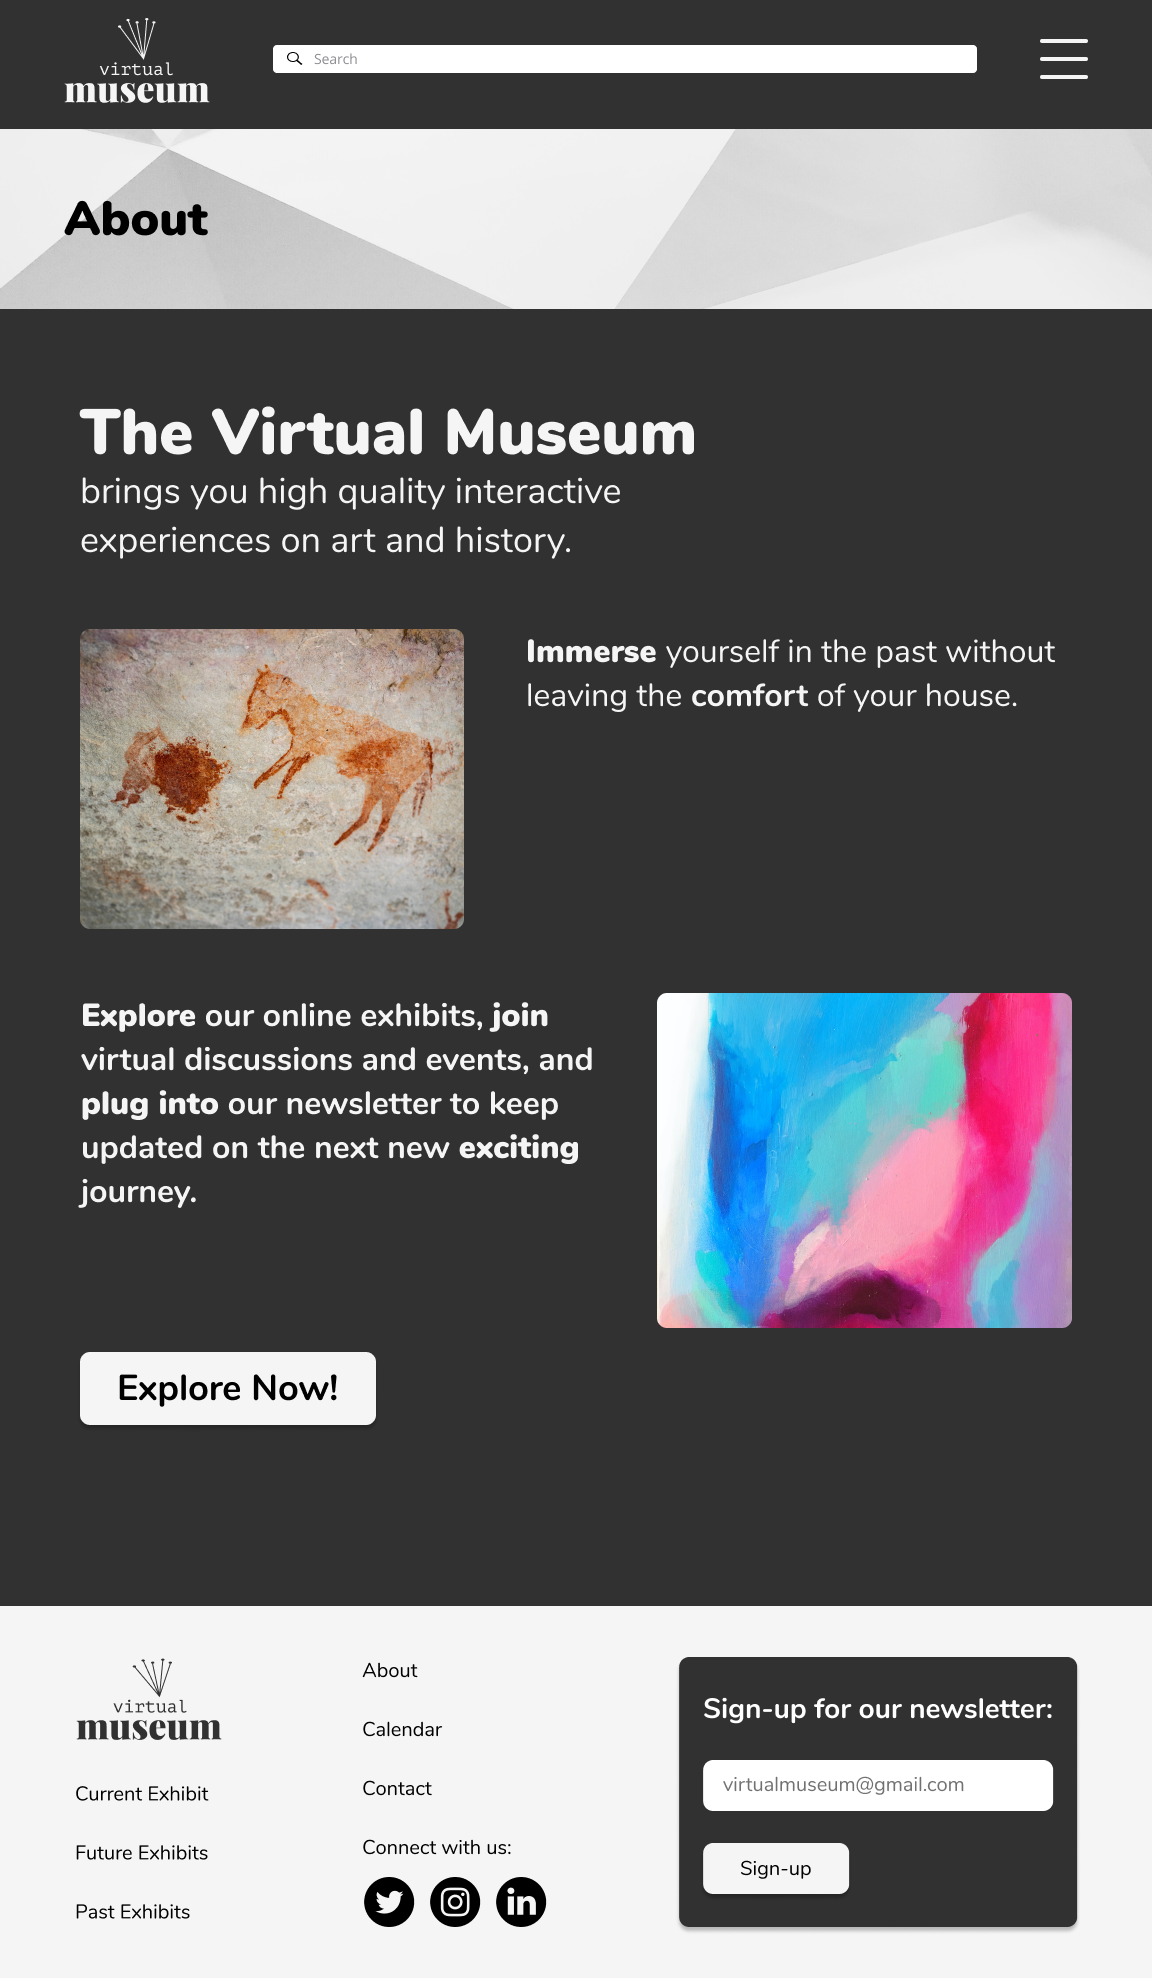 virtual
museum
Search
About
The Virtual Museum
brings you high quality interactive
experiences on art and history.
Immerse yourself in the past without
leaving the comfort of your house.
Explore our online exhibits, join
virtual discussions and events, and
plug into our newsletter to keep
updated on the next new exciting
journey.
Explore Now!
virtual
museum
Current Exhibit
Future Exhibits
Past Exhibits
About
Calendar
Contact
Connect with us:
in
Sign-up for our newsletter:
virtualmuseum@gmail.com
Sign-up